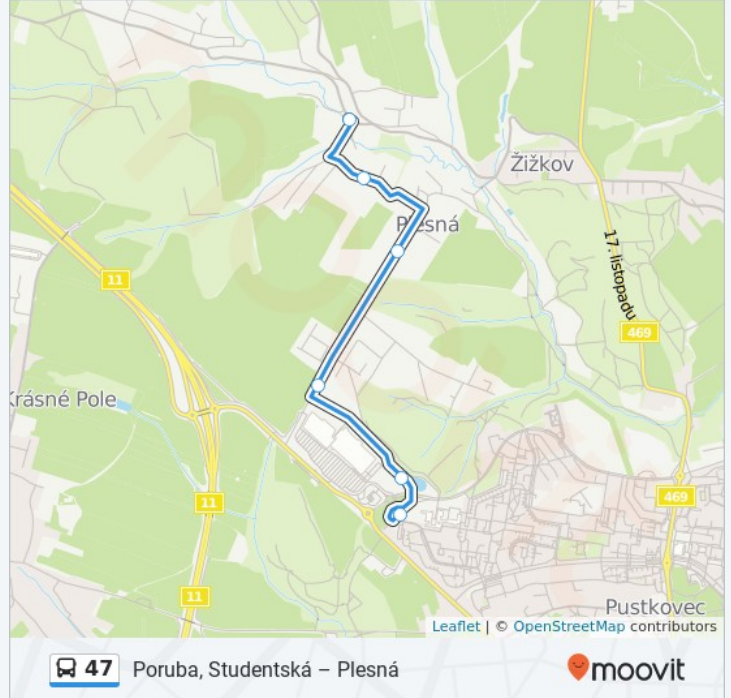 Žižkov
Plesná
17. listopadu
11
469
Krásné Pole
11
469
11
Pustkovec
Leaflet | © OpenStreetMap contributors
47 Poruba, Studentská – Plesná
moovit